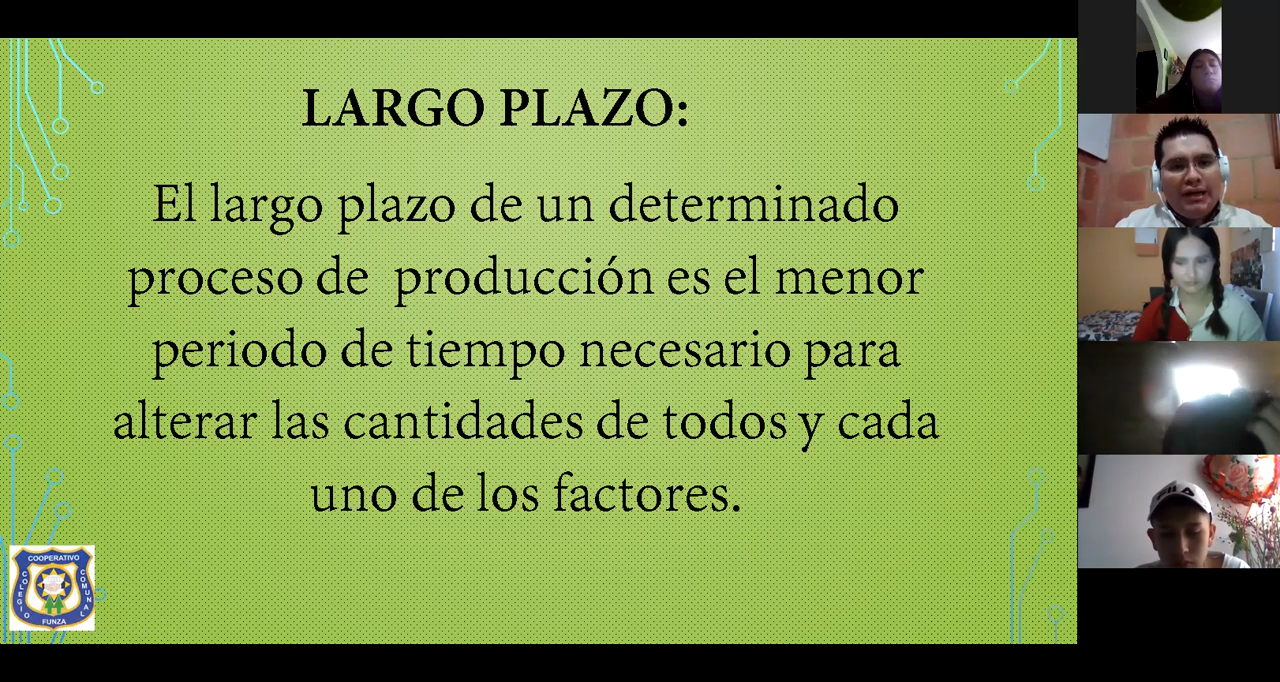 LARGO PLAZO:
El largo plazo de un determinado
proceso de producción es el menor
periodo de tiempo necesario para
alterar las cantidades de todos y cada
uno de los factores.
COOPERATIVO
COLEGIO
COMUNAL
FUNZA
FILA